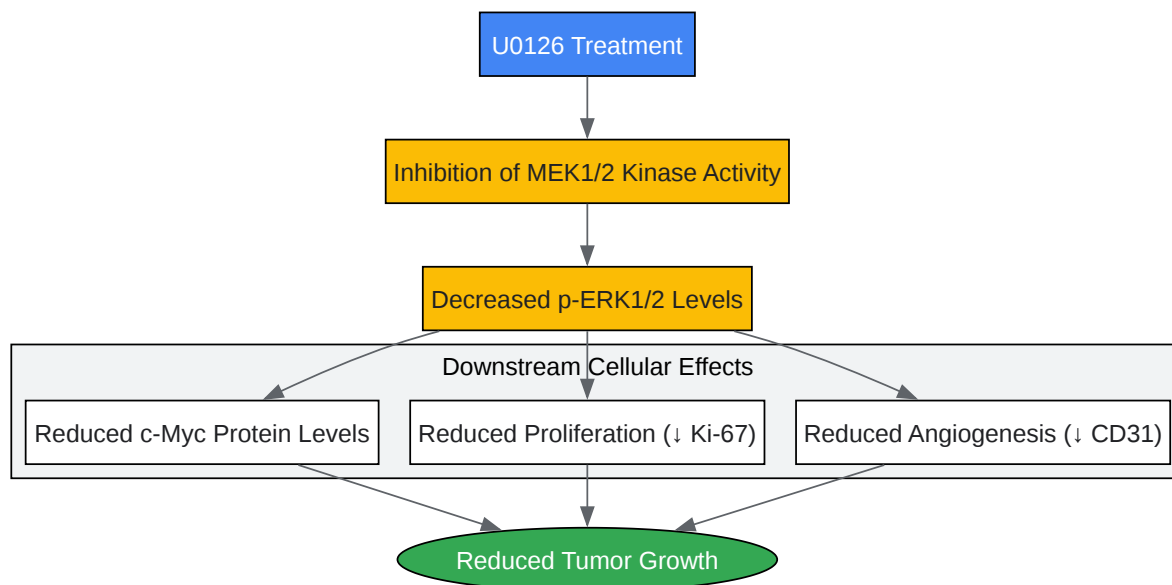 U0126 Treatment
Inhibition of MEK1/2 Kinase Activity
Decreased p-ERK1/2 Levels
Downstream Cellular Effects
Reduced c-Myc Protein Levels
Reduced Proliferation (↓ Ki-67)
Reduced Angiogenesis (↓ CD31)
Reduced Tumor Growth